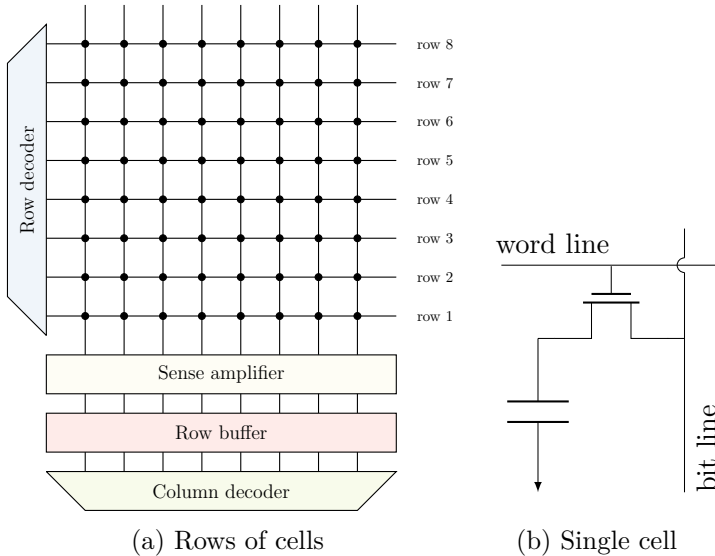 Row decoder
row 8
row 7
row 6
row 5
row 4
row 3
row 2
row 1
Sense amplifier
Row buffer
Column decoder
(a) Rows of cells
word line
bit line
(b) Single cell